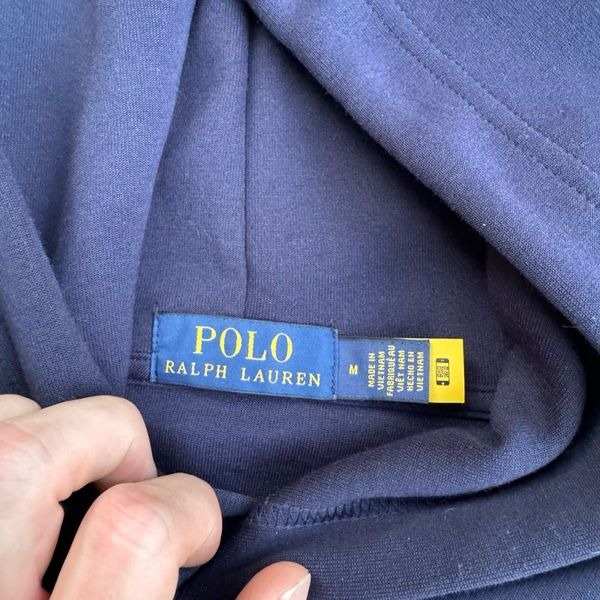 POLO
RALPH LAUREN
M
MADE IN
VIETNAM
FABRIQUÉ AU
VIÊT NAM
HECHO EN
VIETNAM